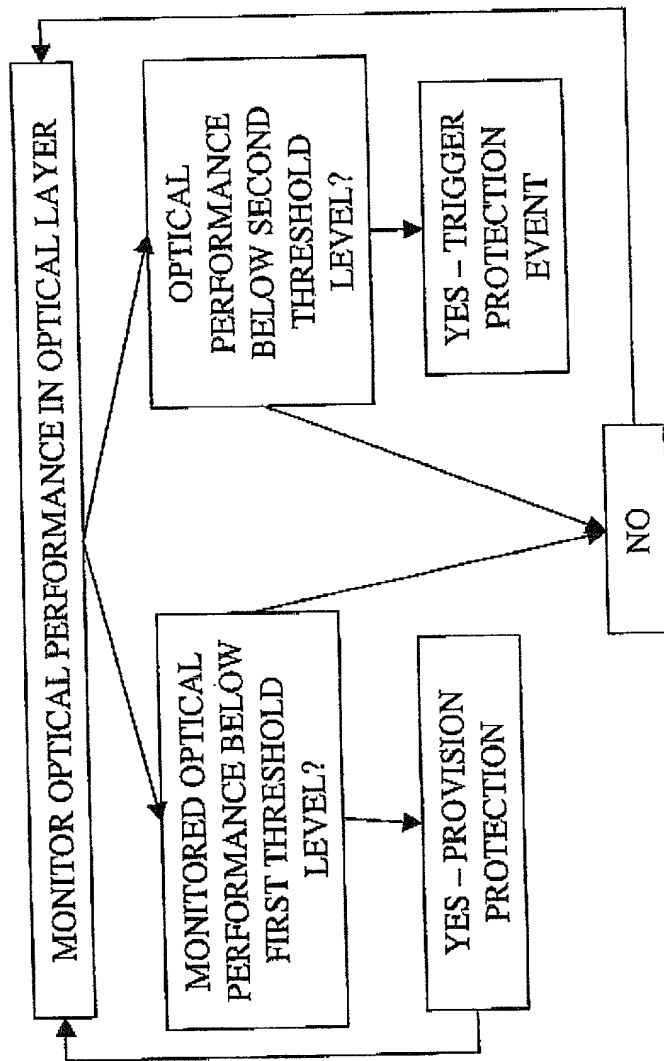 MONITOR OPTICAL PERFORMANCE IN OPTICAL LAYER
MONITORED OPTICAL
PERFORMANCE BELOW
FIRST THRESHOLD
LEVEL?
OPTICAL
PERFORMANCE
BELOW SECOND
THRESHOLD
LEVEL?
YES – PROVISION
PROTECTION
YES – TRIGGER
PROTECTION
EVENT
NO